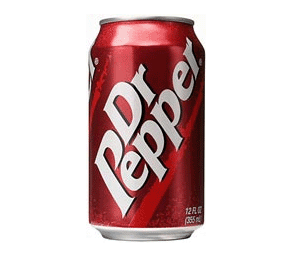 Dr
Pepper
r.
12 FL OZ
(355 mL)